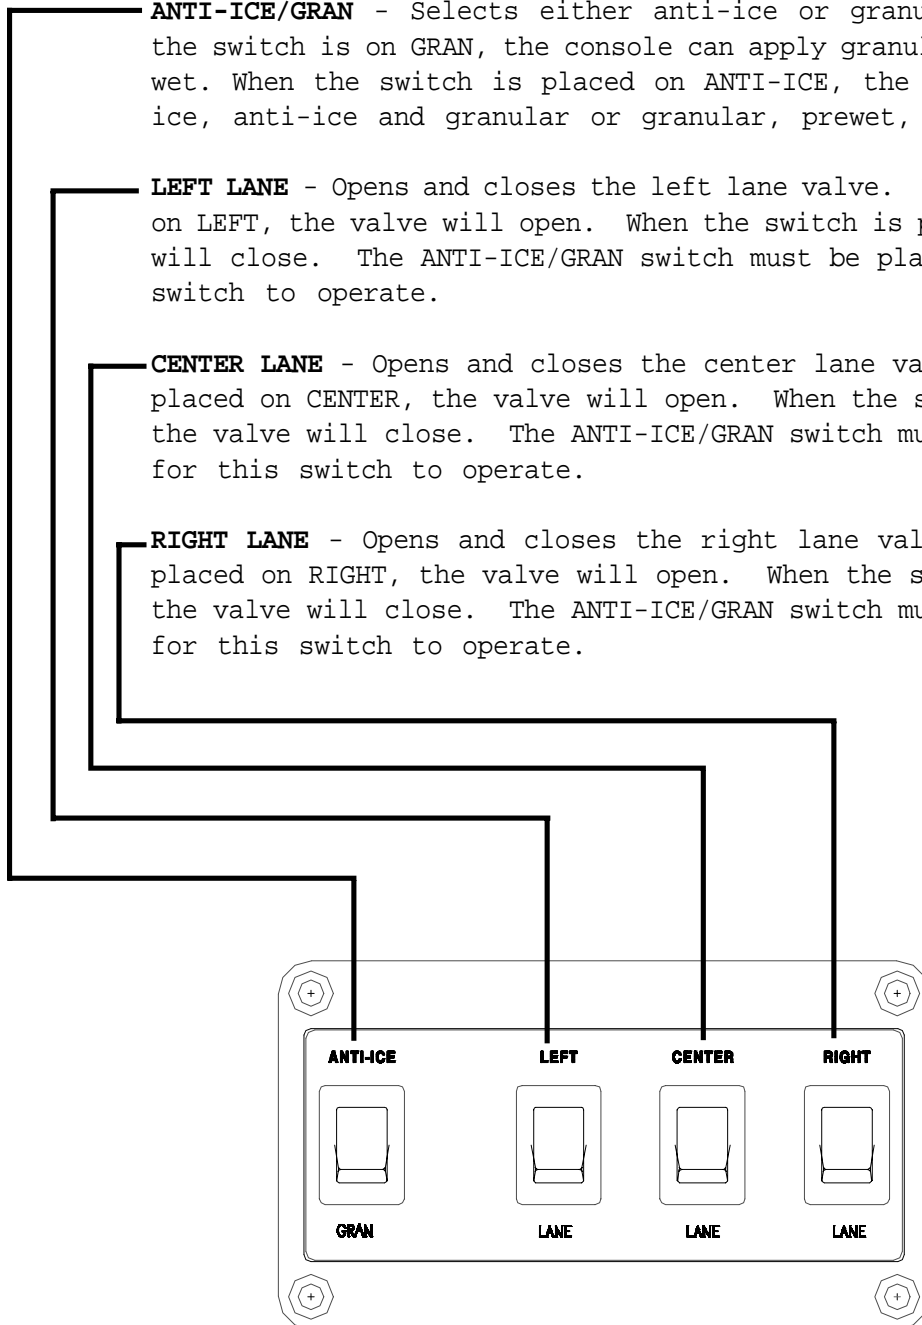 ANTI-ICE/GRAN - Selects either anti-ice or
the switch is on GRAN, the console can apply
wet. When the switch is placed on ANTI-ICE, the
ice, anti-ice and granular or granular, prewet,
LEFT LANE - Opens and closes the left lane valve.
on LEFT, the valve will open. When the switch is
will close. The ANTI-ICE/GRAN switch must be
switch to operate.
CENTER LANE - Opens and closes the center lane
placed on CENTER, the valve will open. When the
the valve will close. The ANTI-ICE/GRAN switch
for this switch to operate.
RIGHT LANE - Opens and closes the right lane
placed on RIGHT, the valve will open. When the
the valve will close. The ANTI-ICE/GRAN switch
for this switch to operate.
ANTI-ICE LEFT CENTER RIGHT
GRAN LANE LANE LANE